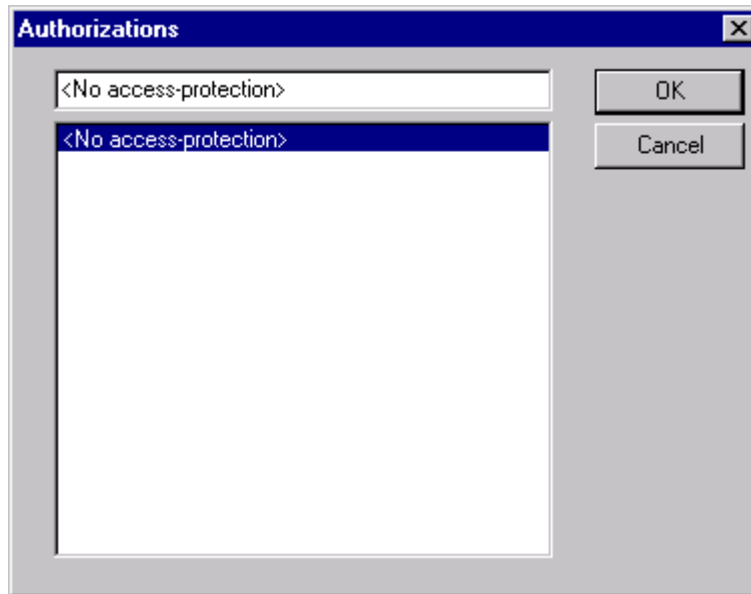 Authorizations
<No access-protection>
OK
<No access-protection>
Cancel